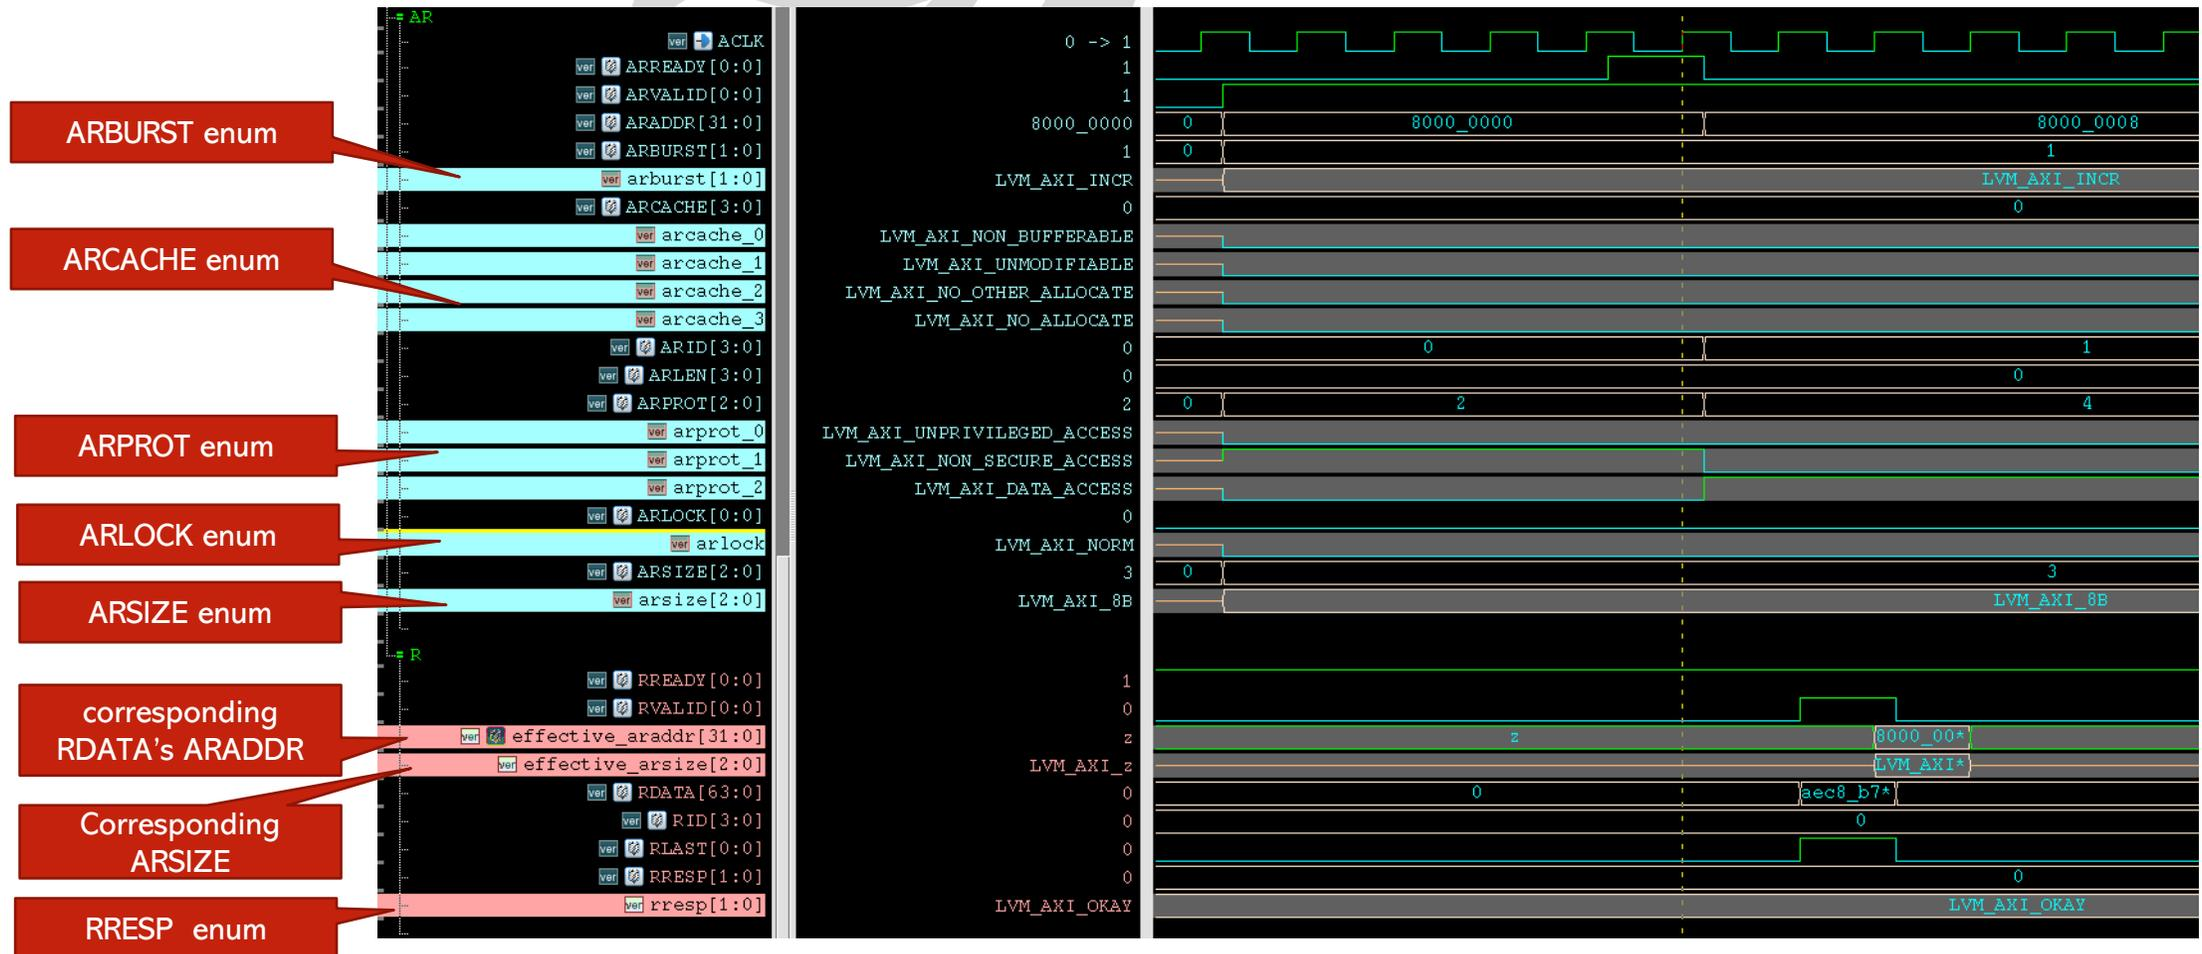 AR
ACLK 0 -> 1
ARREADY[0:0] 1
ARVALID[0:0] 1
ARBURST enum
ARADDR[31:0] 8000_0000 0 8000_0000 8000_0008
ARBURST[1:0] 1 0 1
arburst[1:0] LVM_AXI_INCR LVM_AXI_INCR
ARCACHE[3:0] 0 0
ARCACHE enum
arcache_0 LVM_AXI_NON_BUFFERABLE
arcache_1 LVM_AXI_UNMODIFIABLE
arcache_2 LVM_AXI_NO_OTHER_ALLOCATE
arcache_3 LVM_AXI_NO_ALLOCATE
ARID[3:0] 0 0 1
ARLEN[3:0] 0 0
ARPROT[2:0] 2 0 2 4
ARPROT enum
arprot_0 LVM_AXI_UNPRIVILEGED_ACCESS
arprot_1 LVM_AXI_NON_SECURE_ACCESS
arprot_2 LVM_AXI_DATA_ACCESS
ARLOCK[0:0] 0
ARLOCK enum
arlock LVM_AXI_NORM
ARSIZE[2:0] 3 0 3
ARSIZE enum
arsize[2:0] LVM_AXI_8B LVM_AXI_8B
R
RREADY[0:0] 1
RVALID[0:0] 0
corresponding
RDATA's ARADDR
effective_araddr[31:0] z z 8000_00*
effective_arsize[2:0] LVM_AXI_z LVM_AXI*
RDATA[63:0] 0 0 aec8_b7*
Corresponding
ARSIZE
RID[3:0] 0 0
RLAST[0:0] 0
RRESP[1:0] 0 0
RRESP enum
rresp[1:0] LVM_AXI_OKAY LVM_AXI_OKAY